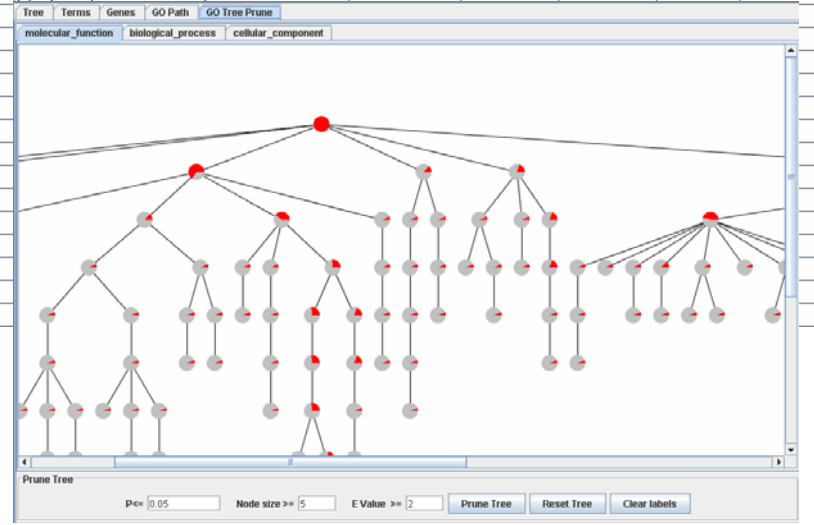 Tree Terms Genes GO Path GO Tree Prune
molecular_function biological_process cellular_component
Prune Tree
P<= 0.05 Node size >= 5 E Value >= 2 Prune Tree Reset Tree Clear labels